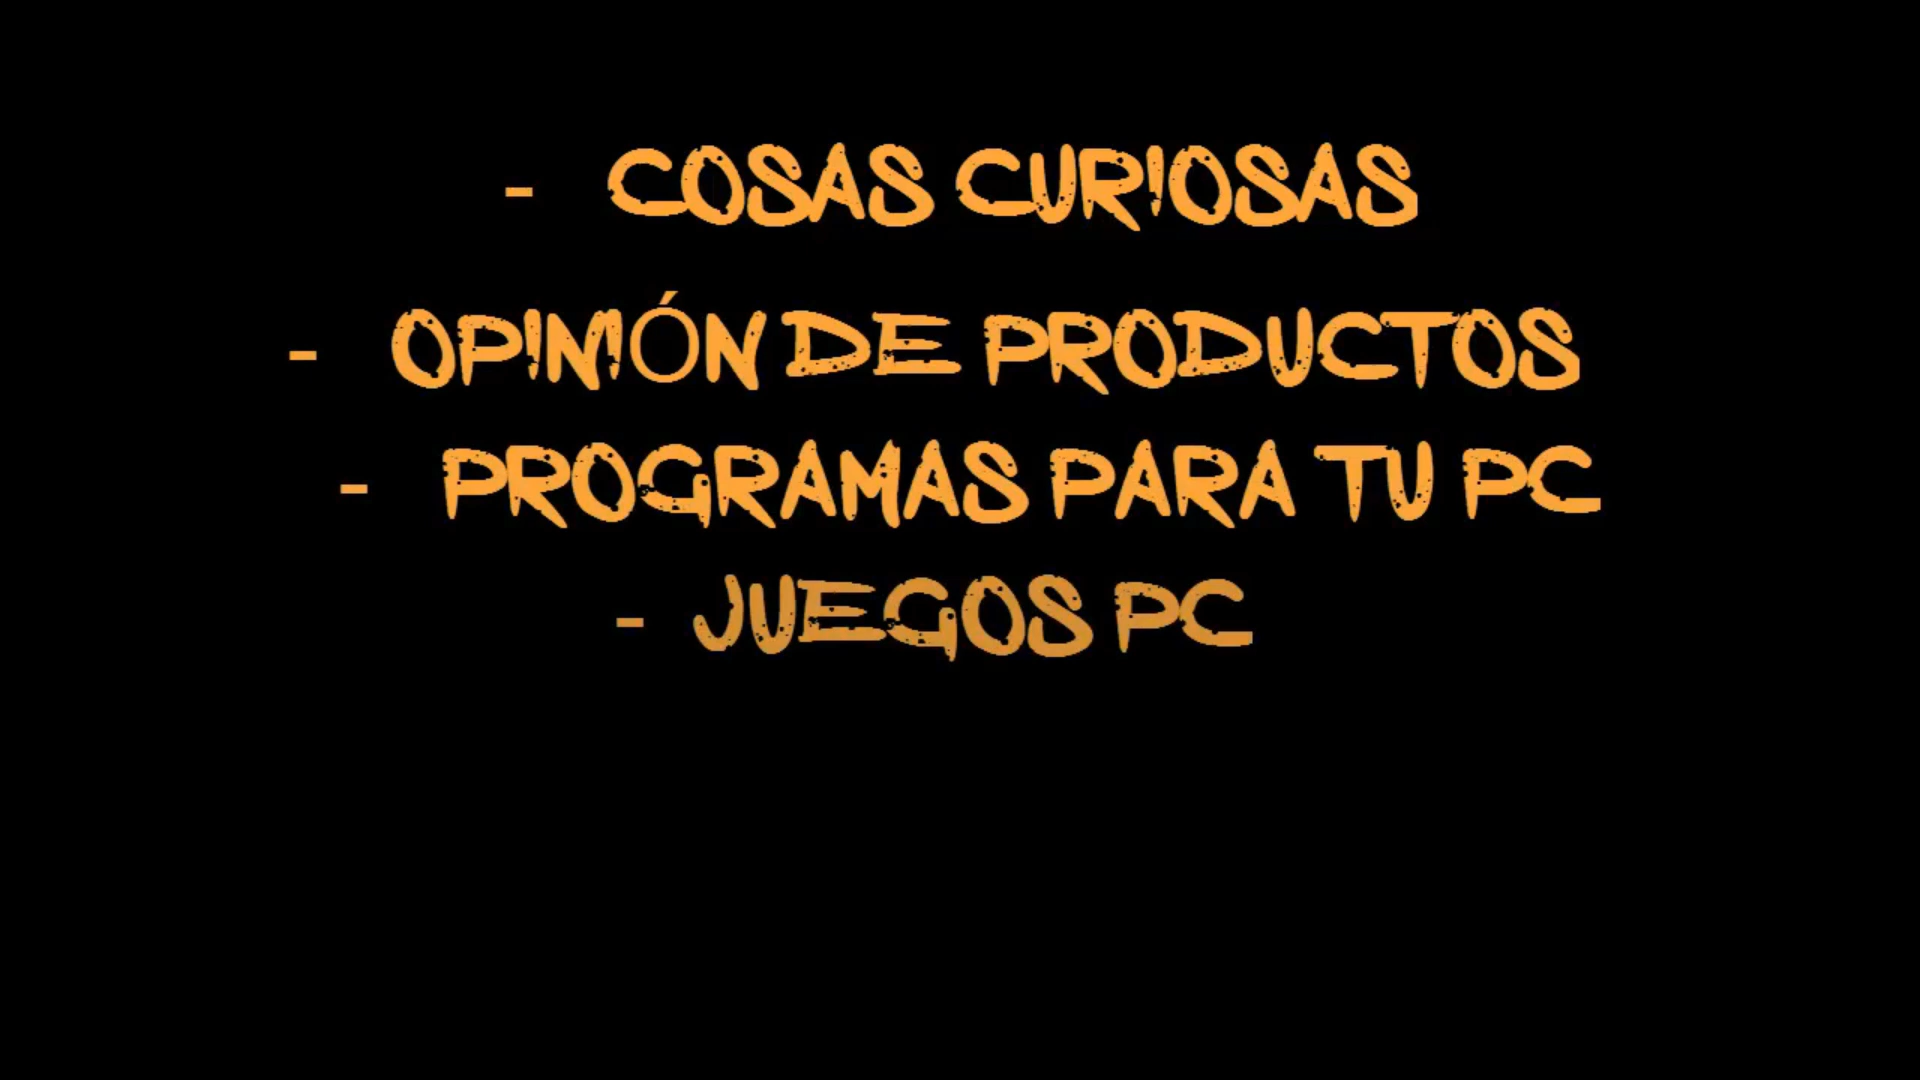 - COSAS CURIOSAS
- OPINIÓN DE PRODUCTOS
- PROGRAMAS PARA TU PC
- JUEGOS PC